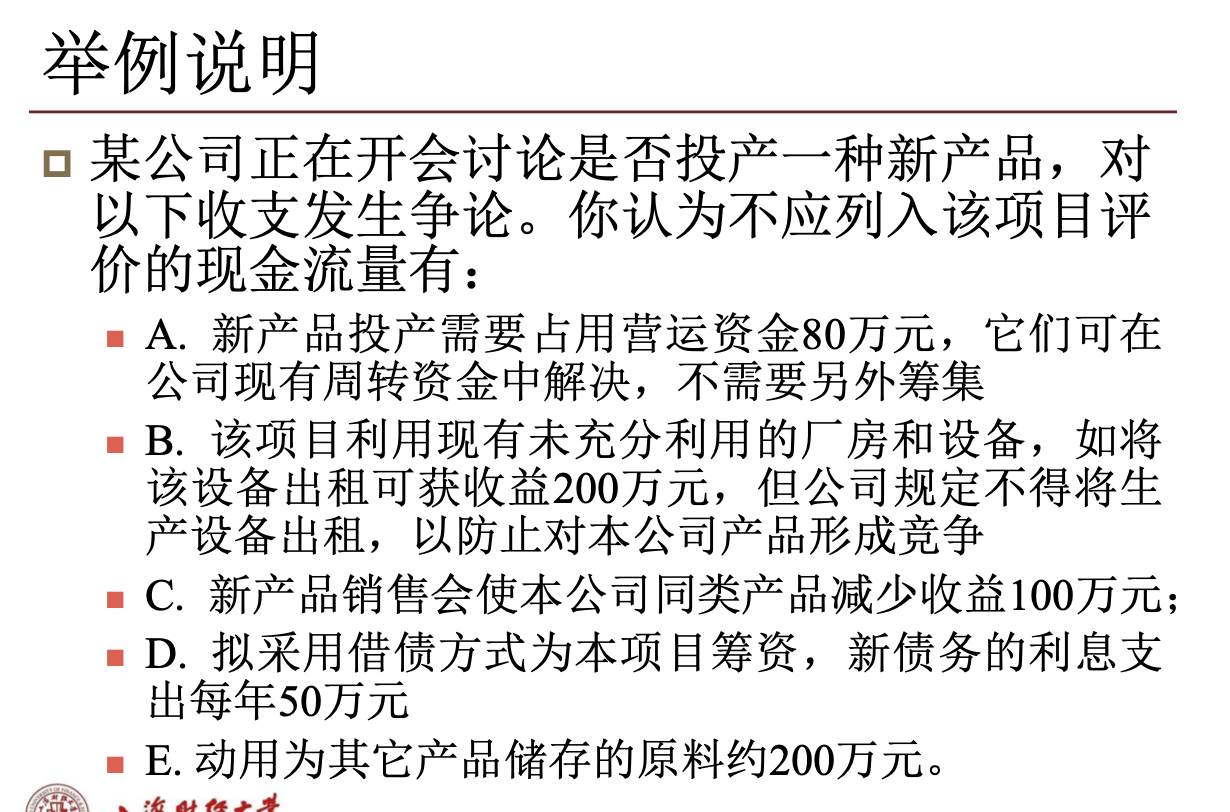 举例说明
某公司正在开会讨论是否投产一种新产品，对
以下收支发生争论。你认为不应列入该项目评
价的现金流量有：
A. 新产品投产需要占用营运资金80万元，它们可在
公司现有周转资金中解决，不需要另外筹集
B. 该项目利用现有未充分利用的厂房和设备，如将
该设备出租可获收益200万元，但公司规定不得将生
产设备出租，以防止对本公司产品形成竞争
C. 新产品销售会使本公司同类产品减少收益100万元；
D. 拟采用借债方式为本项目筹资，新债务的利息支
出每年50万元
E. 动用为其它产品储存的原料约200万元。
上海财经大学